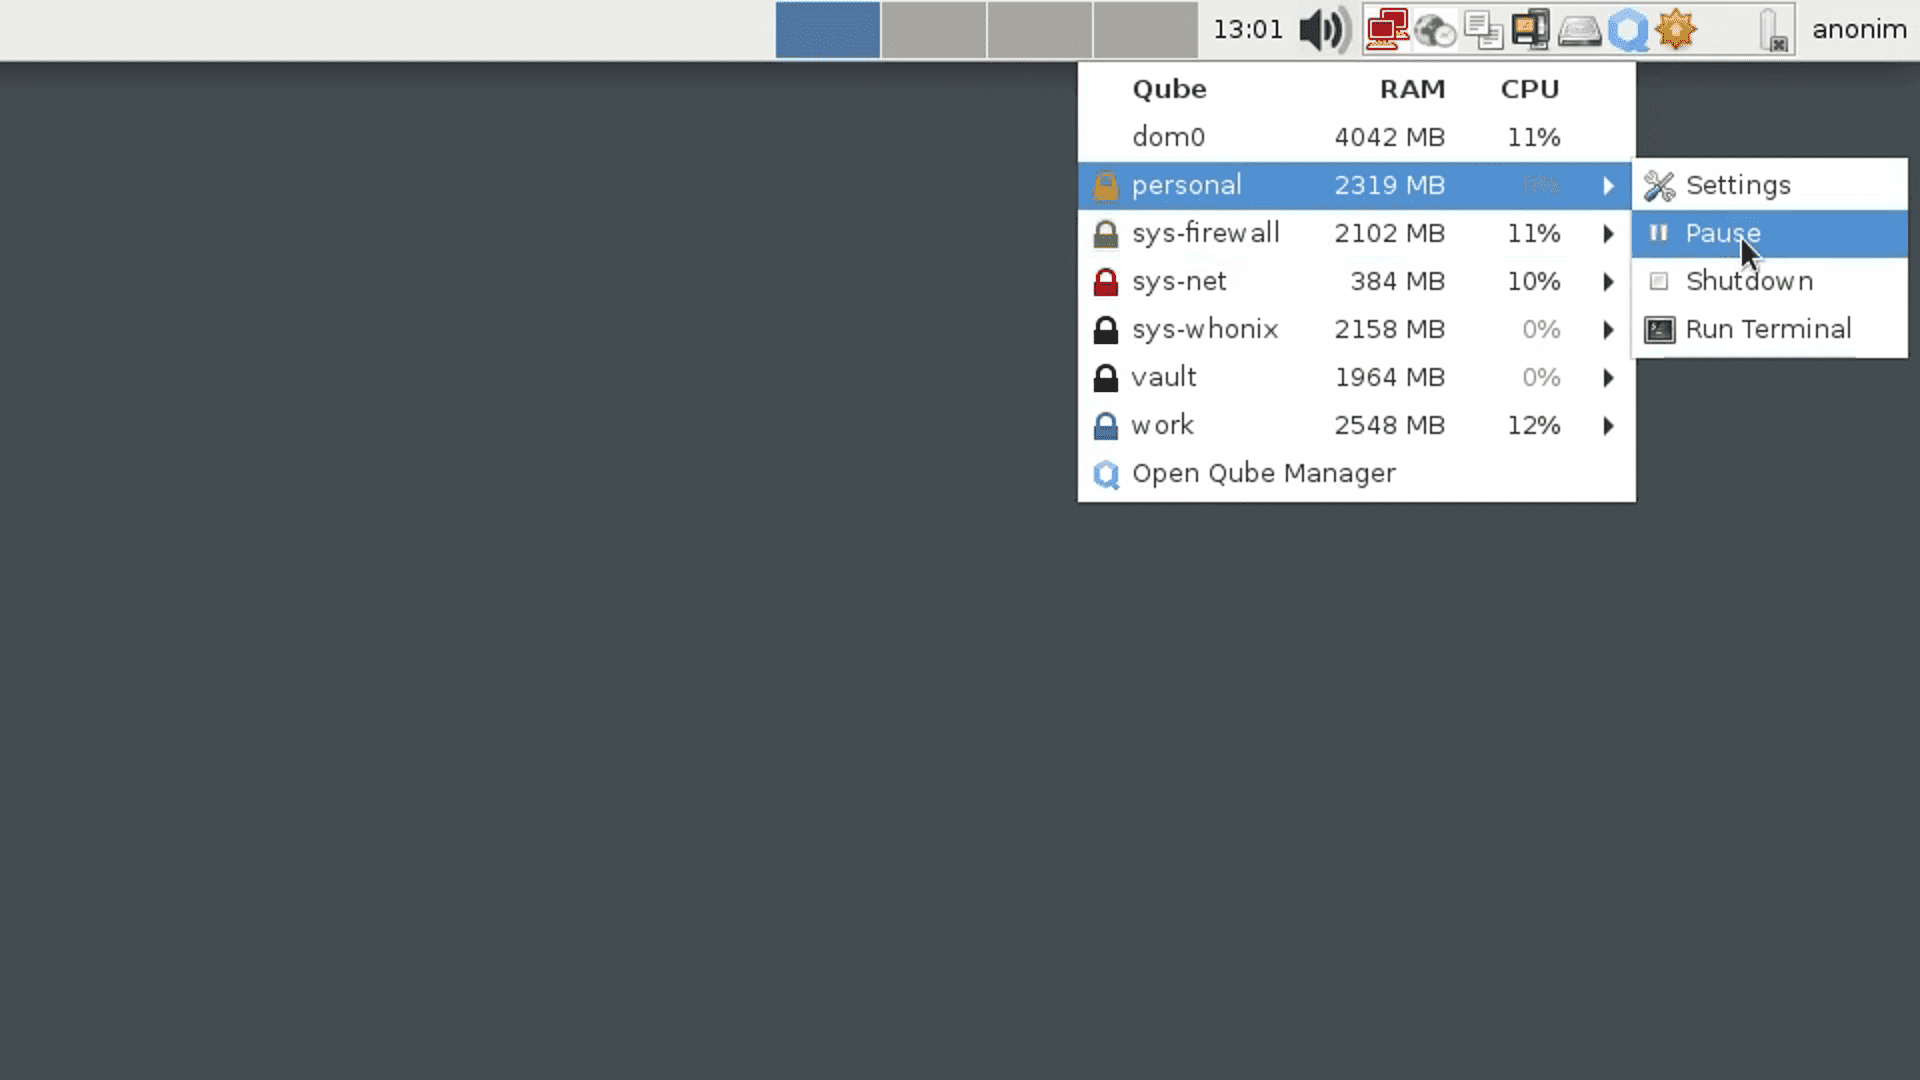 13:01 anonim
Qube RAM CPU
dom0 4042 MB 11%
personal 2319 MB 0%
sys-firewall 2102 MB 11%
sys-net 384 MB 10%
sys-whonix 2158 MB 0%
vault 1964 MB 0%
work 2548 MB 12%
Open Qube Manager
Settings
Pause
Shutdown
Run Terminal